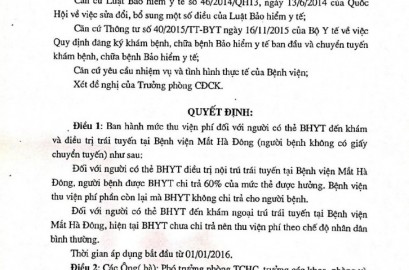 Căn cứ Luật Bảo hiểm y tế số 46/2014/QH13, ngày 13/6/2014 của Quốc
Hội về việc sửa đổi, bổ sung một số điều của Luật Bảo hiểm y tế;
Căn cứ Thông tư số 40/2015/TT-BYT ngày 16/11/2015 của Bộ Y tế về việc
Quy định đăng ký khám bệnh, chữa bệnh Bảo hiểm y tế ban đầu và chuyển tuyến
khám bệnh, chữa bệnh Bảo hiểm y tế;
Căn cứ yêu cầu nhiệm vụ và tình hình thực tế của Bệnh viện;
Xét đề nghị của Trưởng phòng CĐCK.
QUYẾT ĐỊNH:
Điều 1: Ban hành mức thu viện phí đối với người có thẻ BHYT đến khám
và điều trị trái tuyến tại Bệnh viện Mắt Hà Đông (người bệnh không có giấy
chuyển tuyến) như sau:
Đối với người có thẻ BHYT điều trị nội trú trái tuyến tại Bệnh viện Mắt Hà
Đông, người bệnh được BHYT chi trả 60% của mức thẻ được hưởng. Bệnh viện
thu viện phí phần còn lại mà BHYT không chi trả cho người bệnh.
Đối với người có thẻ BHYT đến khám ngoại trú trái tuyến tại Bệnh viện
Mắt Hà Đông, hiện tại BHYT chưa chi trả nên thu viện phí theo chế độ nhân dân
bình thường.
Thời gian áp dụng bắt đầu từ 01/01/2016.
Điều 2: Các Ông( bà): Phó trưởng phòng TCHC, trưởng các khoa, phòng và